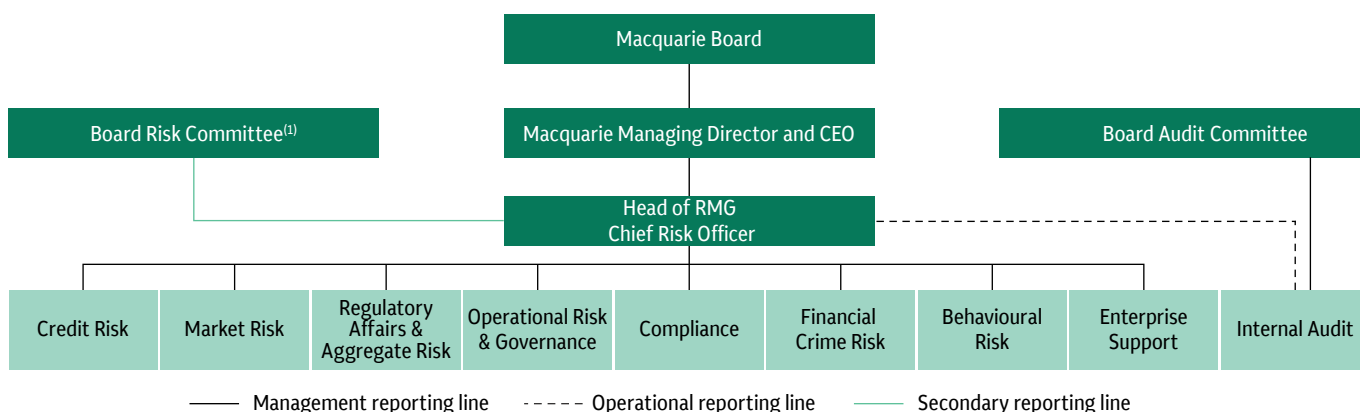 Macquarie Board
Board Risk Committee(1)
Macquarie Managing Director and CEO
Board Audit Committee
Head of RMG
Chief Risk Officer
Credit Risk
Market Risk
Regulatory
Affairs &
Aggregate Risk
Operational Risk
& Governance
Compliance
Financial
Crime Risk
Behavioural
Risk
Enterprise
Support
Internal Audit
Management reporting line
Operational reporting line
Secondary reporting line